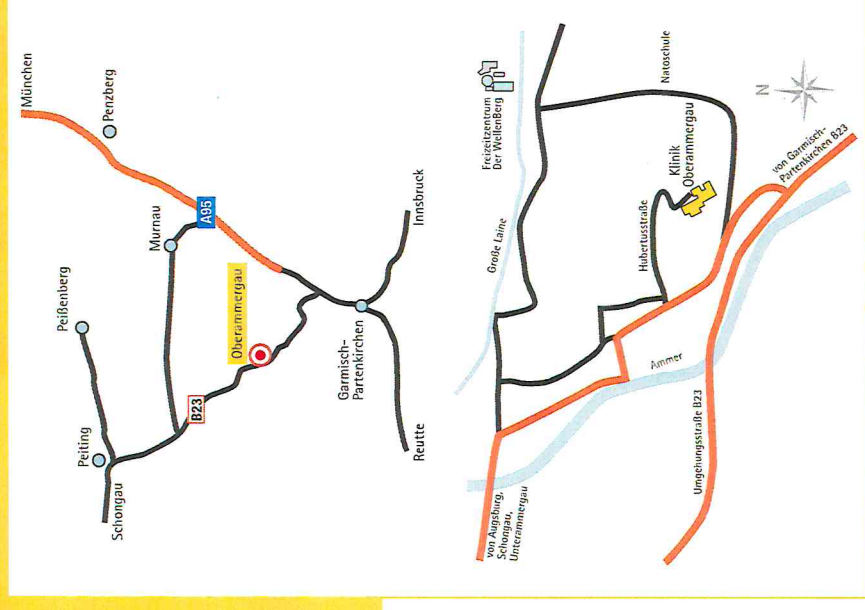 München
Penzberg
A95
Murnau
Peißenberg
Oberammergau
B23
Peiting
Schongau
Garmisch-
Partenkirchen
Innsbruck
Reutte
Freizeitzentrum
Der WellenBerg
Natoschule
Große Laine
Hubertusstraße
Klinik
Oberammergau
N
von Garmisch-
Partenkirchen B23
Ammer
Umgehungsstraße B23
von Augsburg,
Schongau,
Unterammergau